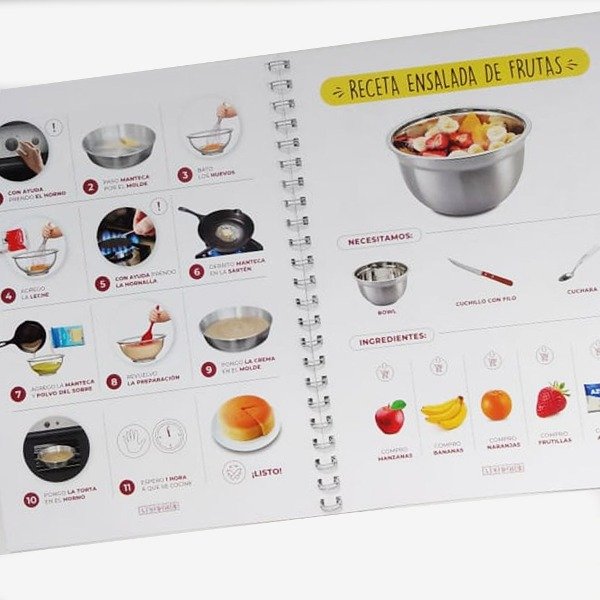 CON AYUDA
PRENDO EL HORNO
!
2
PASO MANTECA
POR EL MOLDE
3
BATO
LOS HUEVOS
4
AGREGO
LA LECHE
5
CON AYUDA PRENDO
LA HORNALLA
!
6
DERRITO MANTECA
EN LA SARTÉN
7
AGREGO LA MANTECA
Y POLVO DEL SOBRE
8
REVUELVO
LA PREPARACIÓN
9
PONGO LA CREMA
EN EL MOLDE
10
PONGO LA TORTA
EN EL HORNO
11
ESPERO 1 HORA
A QUE SE COCINE
¡LISTO!
RECETA ENSALADA DE FRUTAS
NECESITAMOS:
BOWL
CUCHILLO CON FILO
CUCHARA
INGREDIENTES:
COMPRO
MANZANAS
COMPRO
BANANAS
COMPRO
NARANJAS
COMPRO
FRUTILLAS